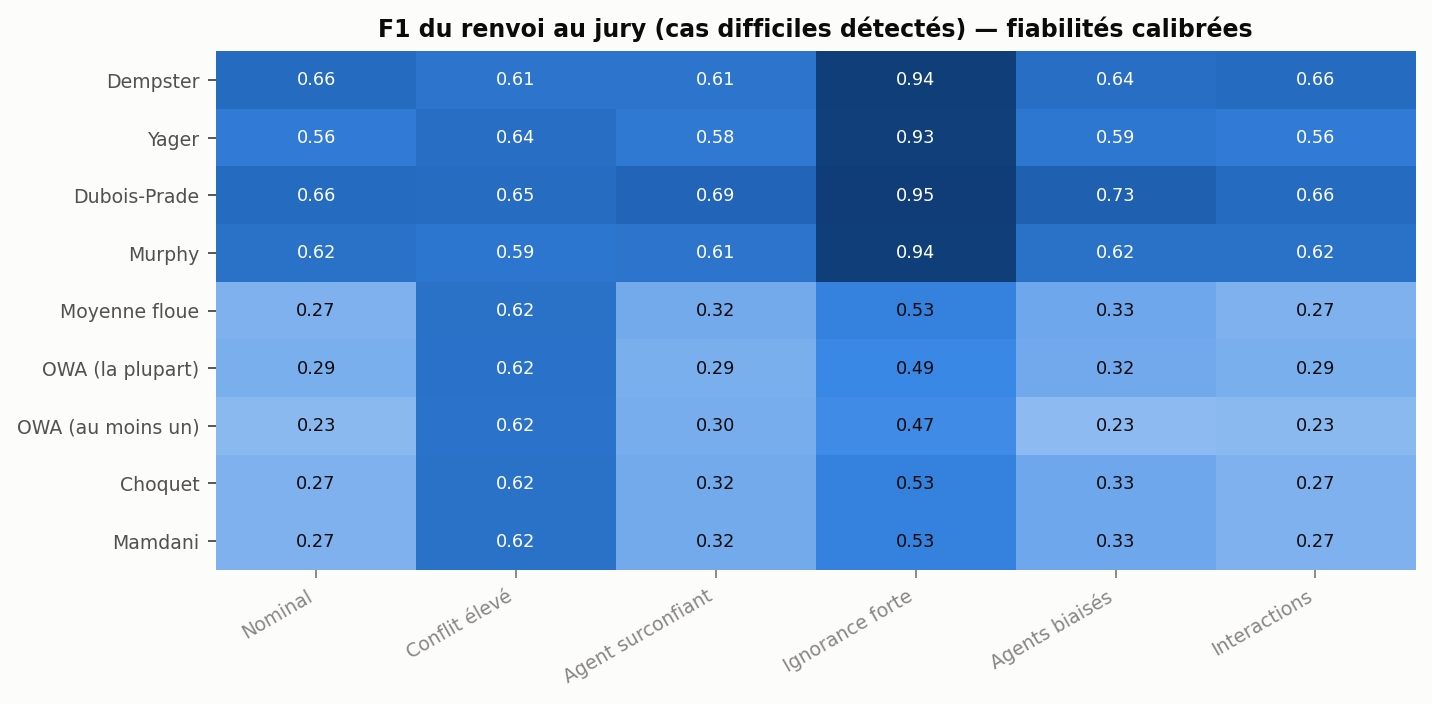 F1 du renvoi au jury (cas difficiles détectés) — fiabilités calibrées
Dempster 0.66 0.61 0.61 0.94 0.64 0.66
Yager 0.56 0.64 0.58 0.93 0.59 0.56
Dubois-Prade 0.66 0.65 0.69 0.95 0.73 0.66
Murphy 0.62 0.59 0.61 0.94 0.62 0.62
Moyenne floue 0.27 0.62 0.32 0.53 0.33 0.27
OWA (la plupart) 0.29 0.62 0.29 0.49 0.32 0.29
OWA (au moins un) 0.23 0.62 0.30 0.47 0.23 0.23
Choquet 0.27 0.62 0.32 0.53 0.33 0.27
Mamdani 0.27 0.62 0.32 0.53 0.33 0.27
Nominal Conflit élevé Agent surconfiant Ignorance forte Agents biaisés Interactions